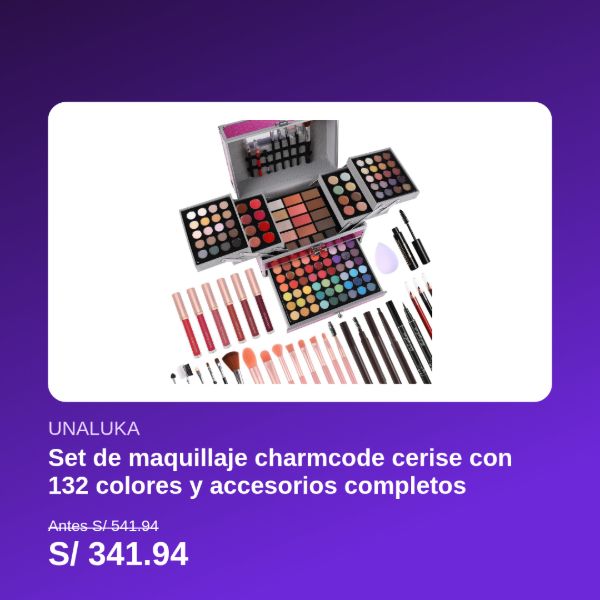 UNALUKA
Set de maquillaje charmcode cerise con
132 colores y accesorios completos
Antes S/ 541.94
S/ 341.94